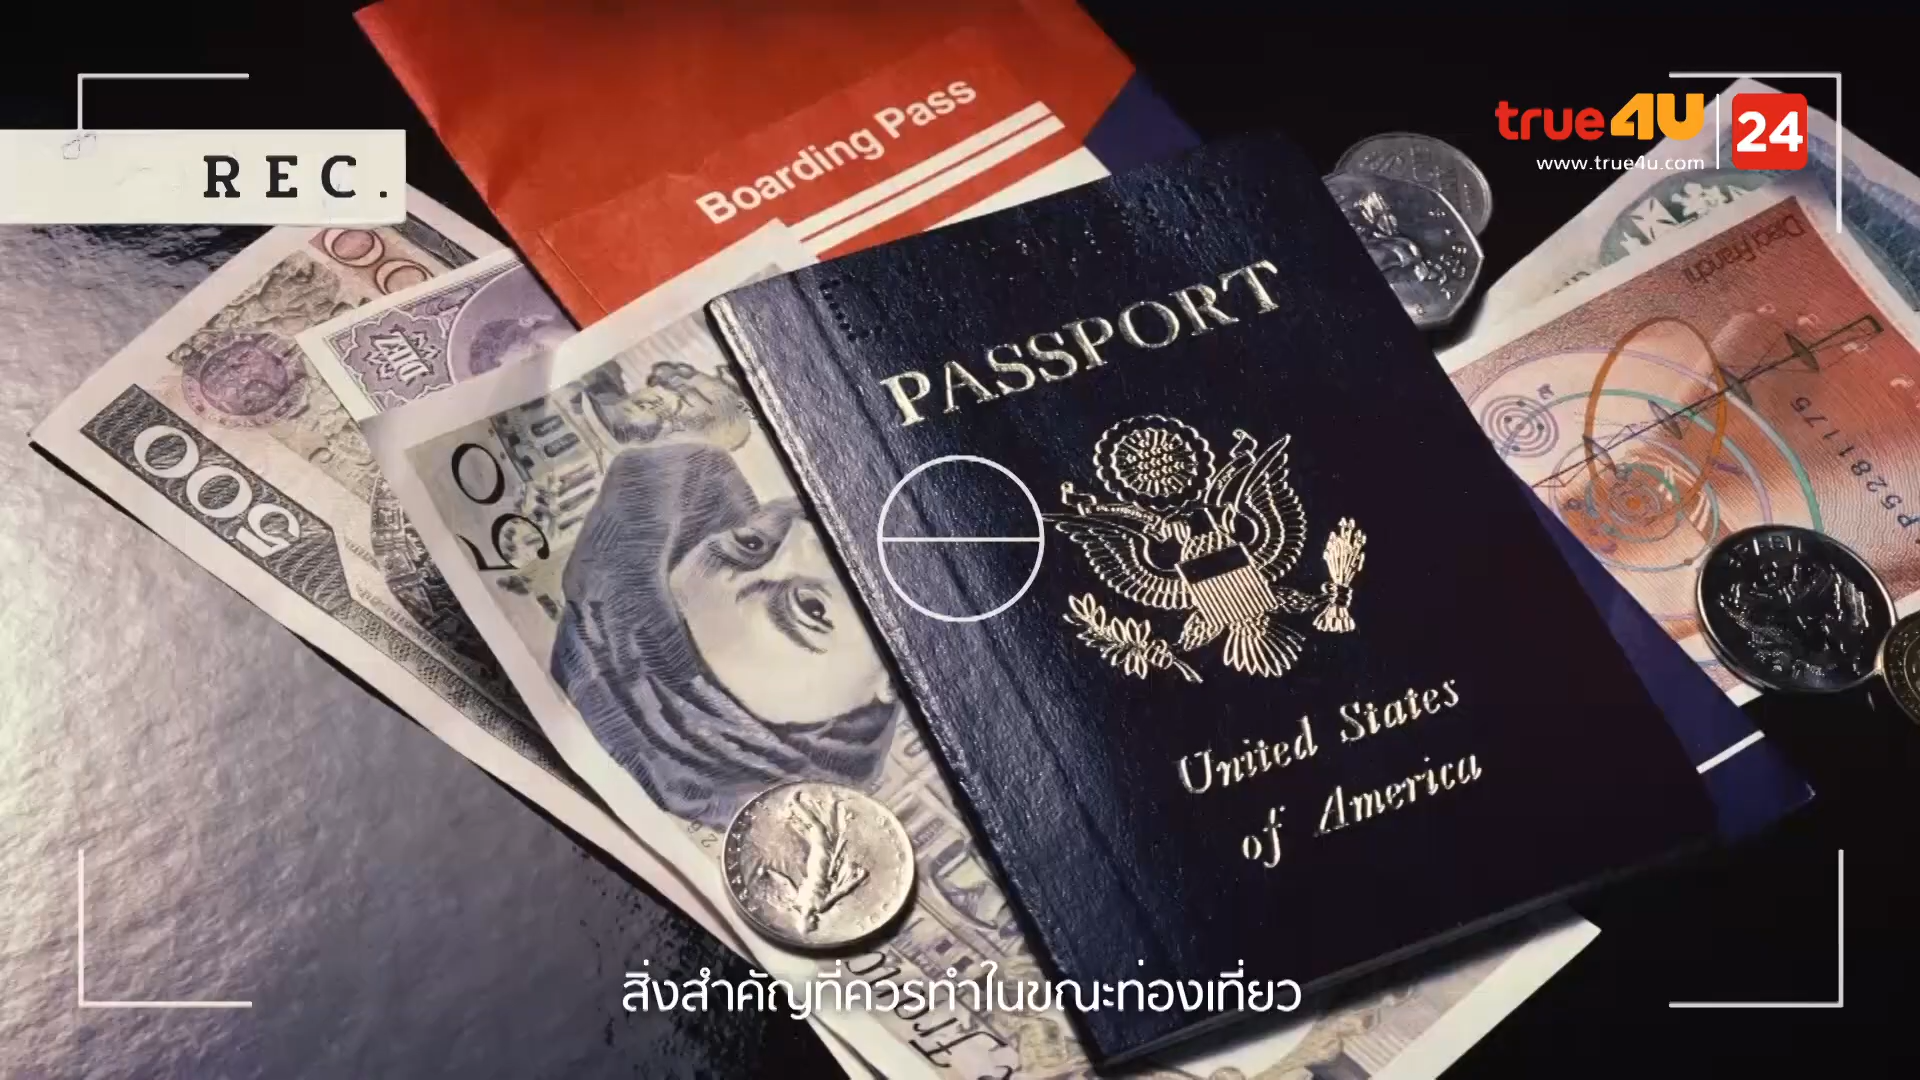 REC.
Boarding Pass
true4U
24
www.true4u.com
PASSPORT
United States
of America
500
50
P5281175
สิ่งสำคัญที่ควรทำในขณะท่องเที่ยว